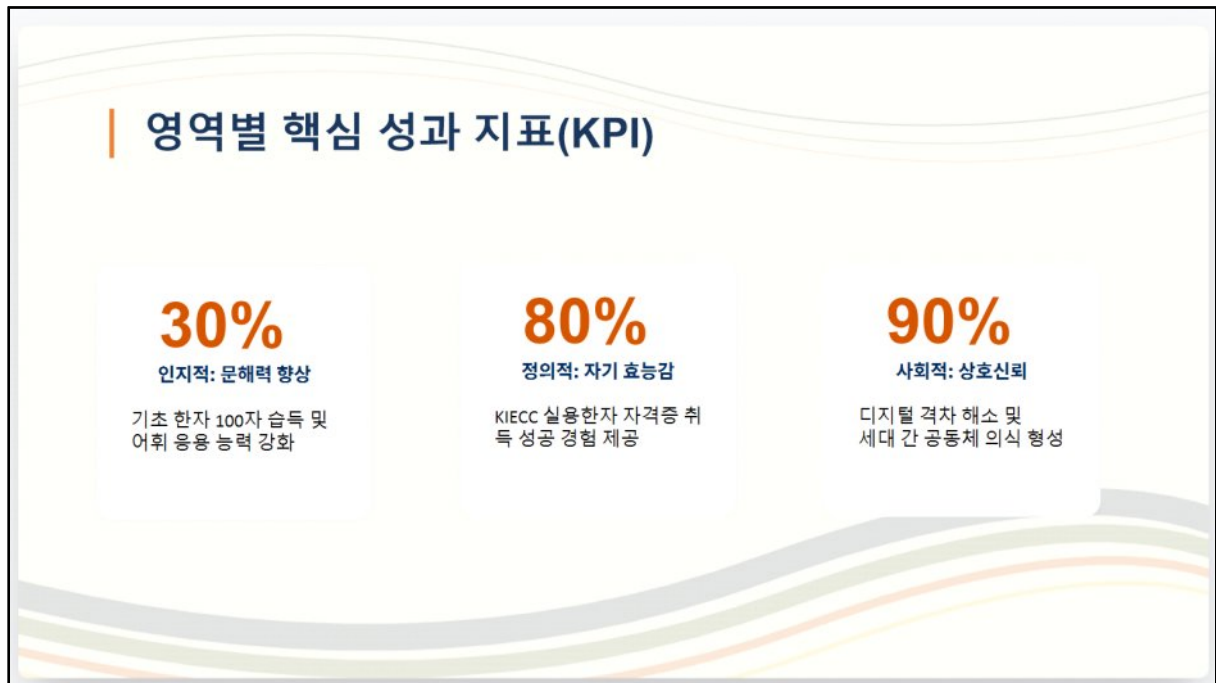 영역별 핵심 성과 지표(KPI)
30%
인지적: 문해력 향상
기초 한자 100자 습득 및
어휘 응용 능력 강화
80%
정의적: 자기 효능감
KIECC 실용한자 자격증 취
득 성공 경험 제공
90%
사회적: 상호신뢰
디지털 격차 해소 및
세대 간 공동체 의식 형성